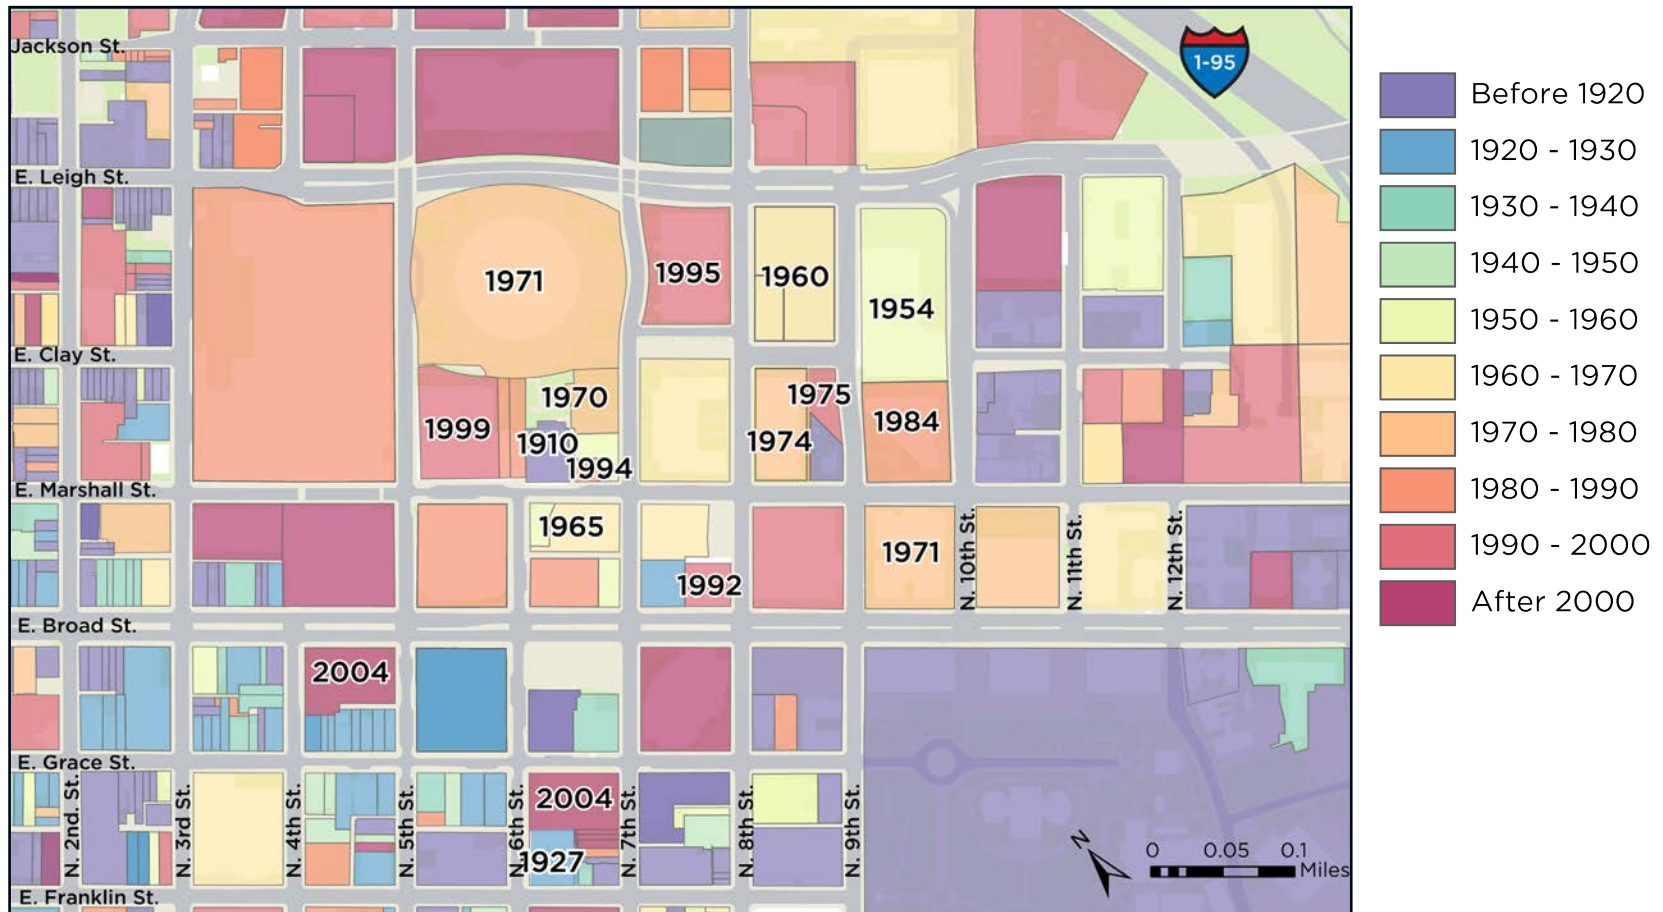 Jackson St.
1-95
E. Leigh St.
1971
1995
1960
1954
E. Clay St.
1970
1975
1999
1910
1974
1984
1994
E. Marshall St.
1965
1971
1992
N. 10th St.
N. 11th St.
N. 12th St.
E. Broad St.
2004
E. Grace St.
2004
1927
N. 2nd. St.
N. 3rd St.
N. 4th St.
N. 5th St.
N. 6th St.
N. 7th St.
N. 8th St.
N. 9th St.
E. Franklin St.
N
0 0.05 0.1
Miles
Before 1920
1920 - 1930
1930 - 1940
1940 - 1950
1950 - 1960
1960 - 1970
1970 - 1980
1980 - 1990
1990 - 2000
After 2000